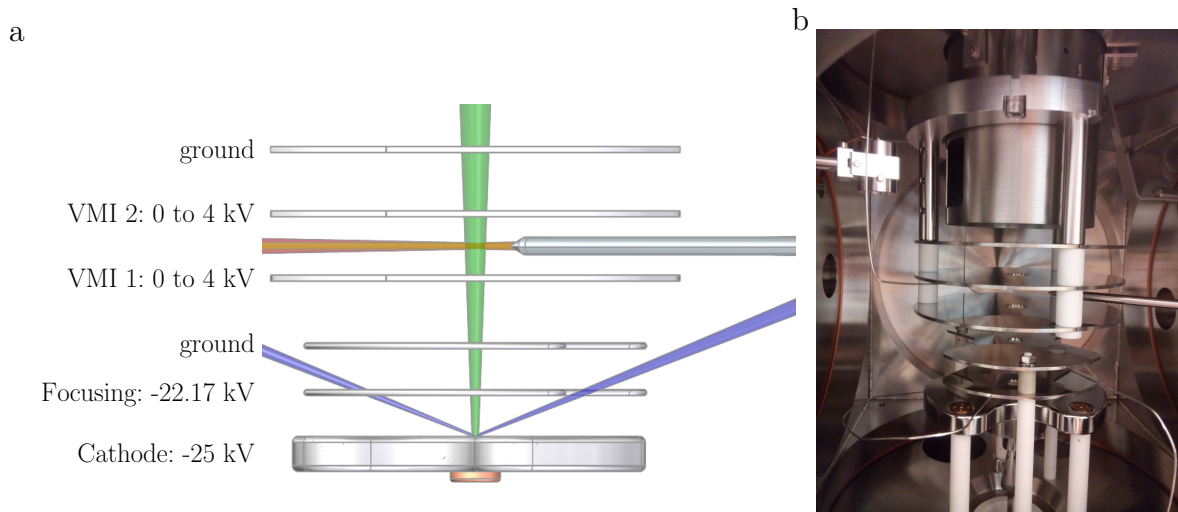 a
b
ground
VMI 2: 0 to 4 kV
VMI 1: 0 to 4 kV
ground
Focusing: -22.17 kV
Cathode: -25 kV